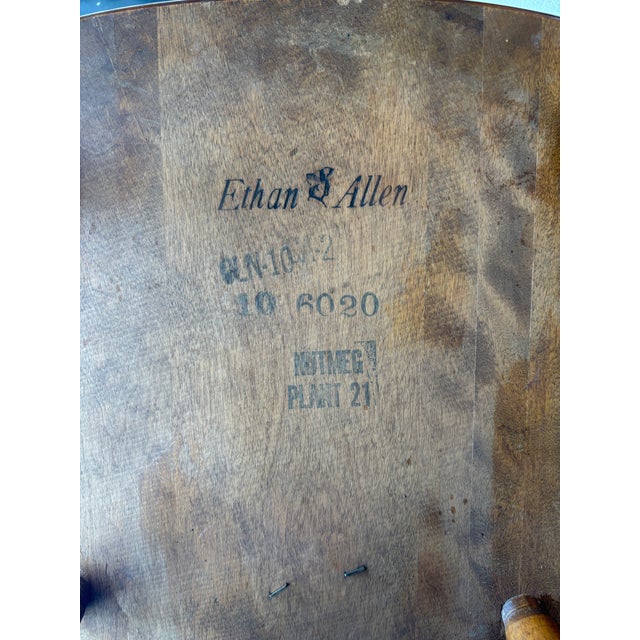 Ethan Allen
10 6020
NUTMEG
PLANT 21